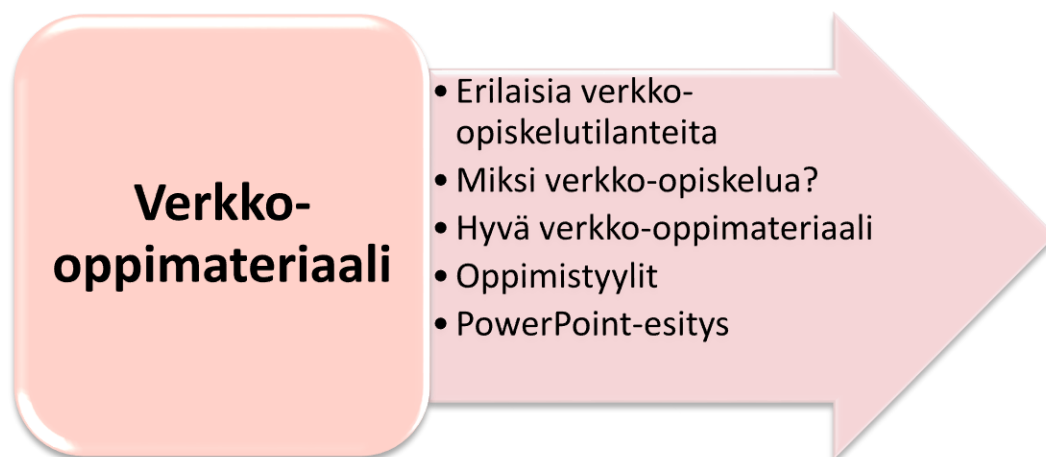 Verkko-
oppimateriaali
• Erilaisia verkko-
opiskelutilanteita
• Miksi verkko-opiskelua?
• Hyvä verkko-oppimateriaali
• Oppimistyylit
• PowerPoint-esitys